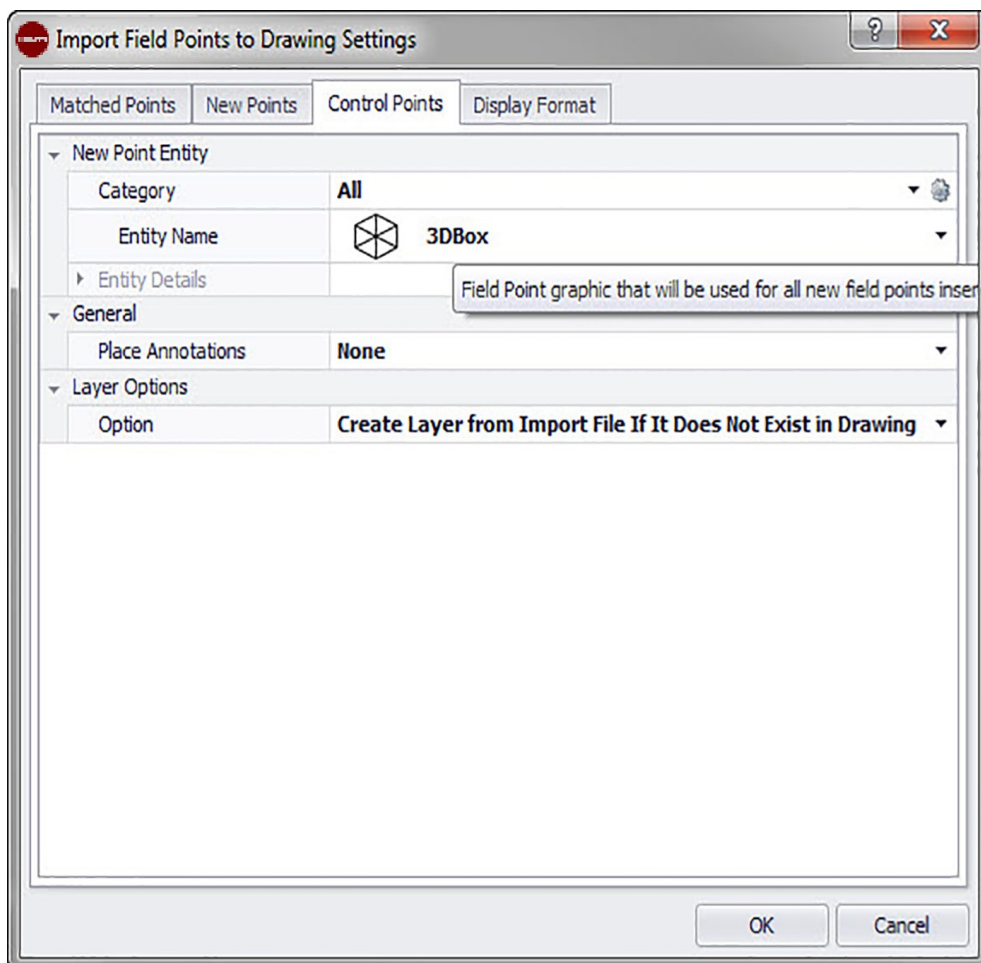 Import Field Points to Drawing Settings
?
Matched Points New Points Control Points Display Format
New Point Entity
Category All
Entity Name 3DBox
Entity Details
Field Point graphic that will be used for all new field points inser
General
Place Annotations None
Layer Options
Option Create Layer from Import File If It Does Not Exist in Drawing
OK Cancel